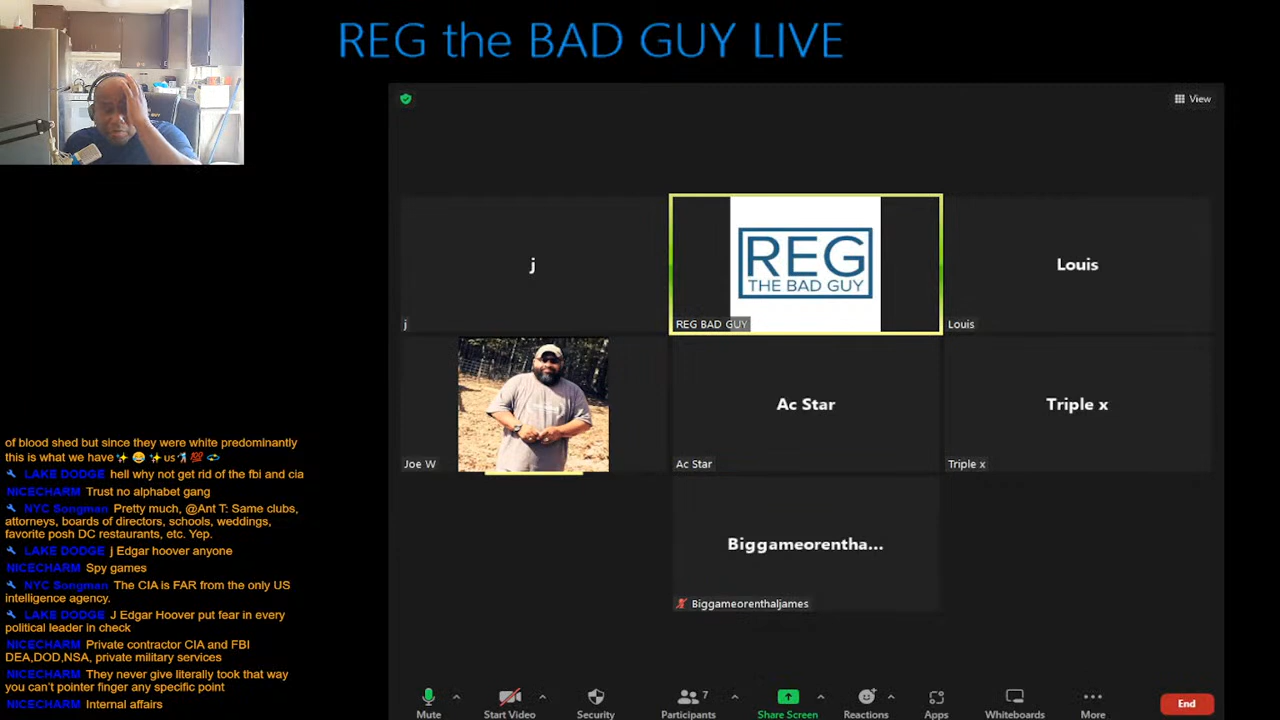 REG the BAD GUY LIVE
View
j
REG
THE BAD GUY
Louis
j
REG BAD GUY
Louis
Ac Star
Triple x
Joe W
Ac Star
Triple x
Biggameorentha...
Biggameorenthaljames
of blood shed but since they were white predominantly
this is what we have✨😂✨us🕺💯🪬
LAKE DODGE hell why not get rid of the fbi and cia
NICECHARM Trust no alphabet gang
NYC Songman Pretty much, @Ant T: Same clubs,
attorneys, boards of directors, schools, weddings,
favorite posh DC restaurants, etc. Yep.
LAKE DODGE j Edgar hoover anyone
NICECHARM Spy games
NYC Songman The CIA is FAR from the only US
intelligence agency.
LAKE DODGE J Edgar Hoover put fear in every
political leader in check
NICECHARM Private contractor CIA and FBI
DEA,DOD,NSA, private military services
NICECHARM They never give literally took that way
you can't pointer finger any specific point
NICECHARM Internal affairs
Mute
Start Video
Security
Participants 7
Share Screen
Reactions
Apps
Whiteboards
More
End